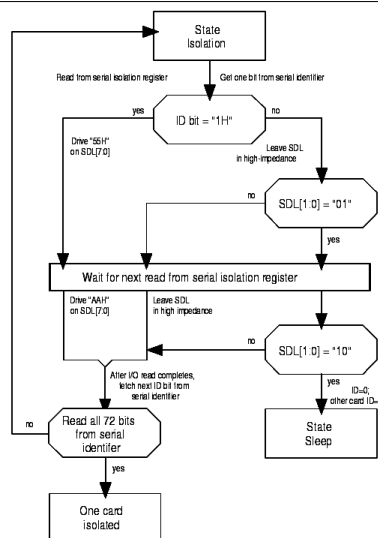 State
Isolation
Read from serial isolation register
Get one bit from serial identifier
yes
ID bit = "1H"
no
Drive "55H"
on SDL[7:0]
Leave SDL
in high-impedance
no
SDL[1:0] = "01"
yes
Wait for next read from serial isolation register
Drive "AAH"
on SDL[7:0]
Leave SDL
in high impedance
no
SDL[1:0] = "10"
After I/O read completes,
fetch next ID bit from
serial identifier
yes
ID=0;
other card ID=
no
Read all 72 bits
from serial
identifer
State
Sleep
yes
One card
isolated